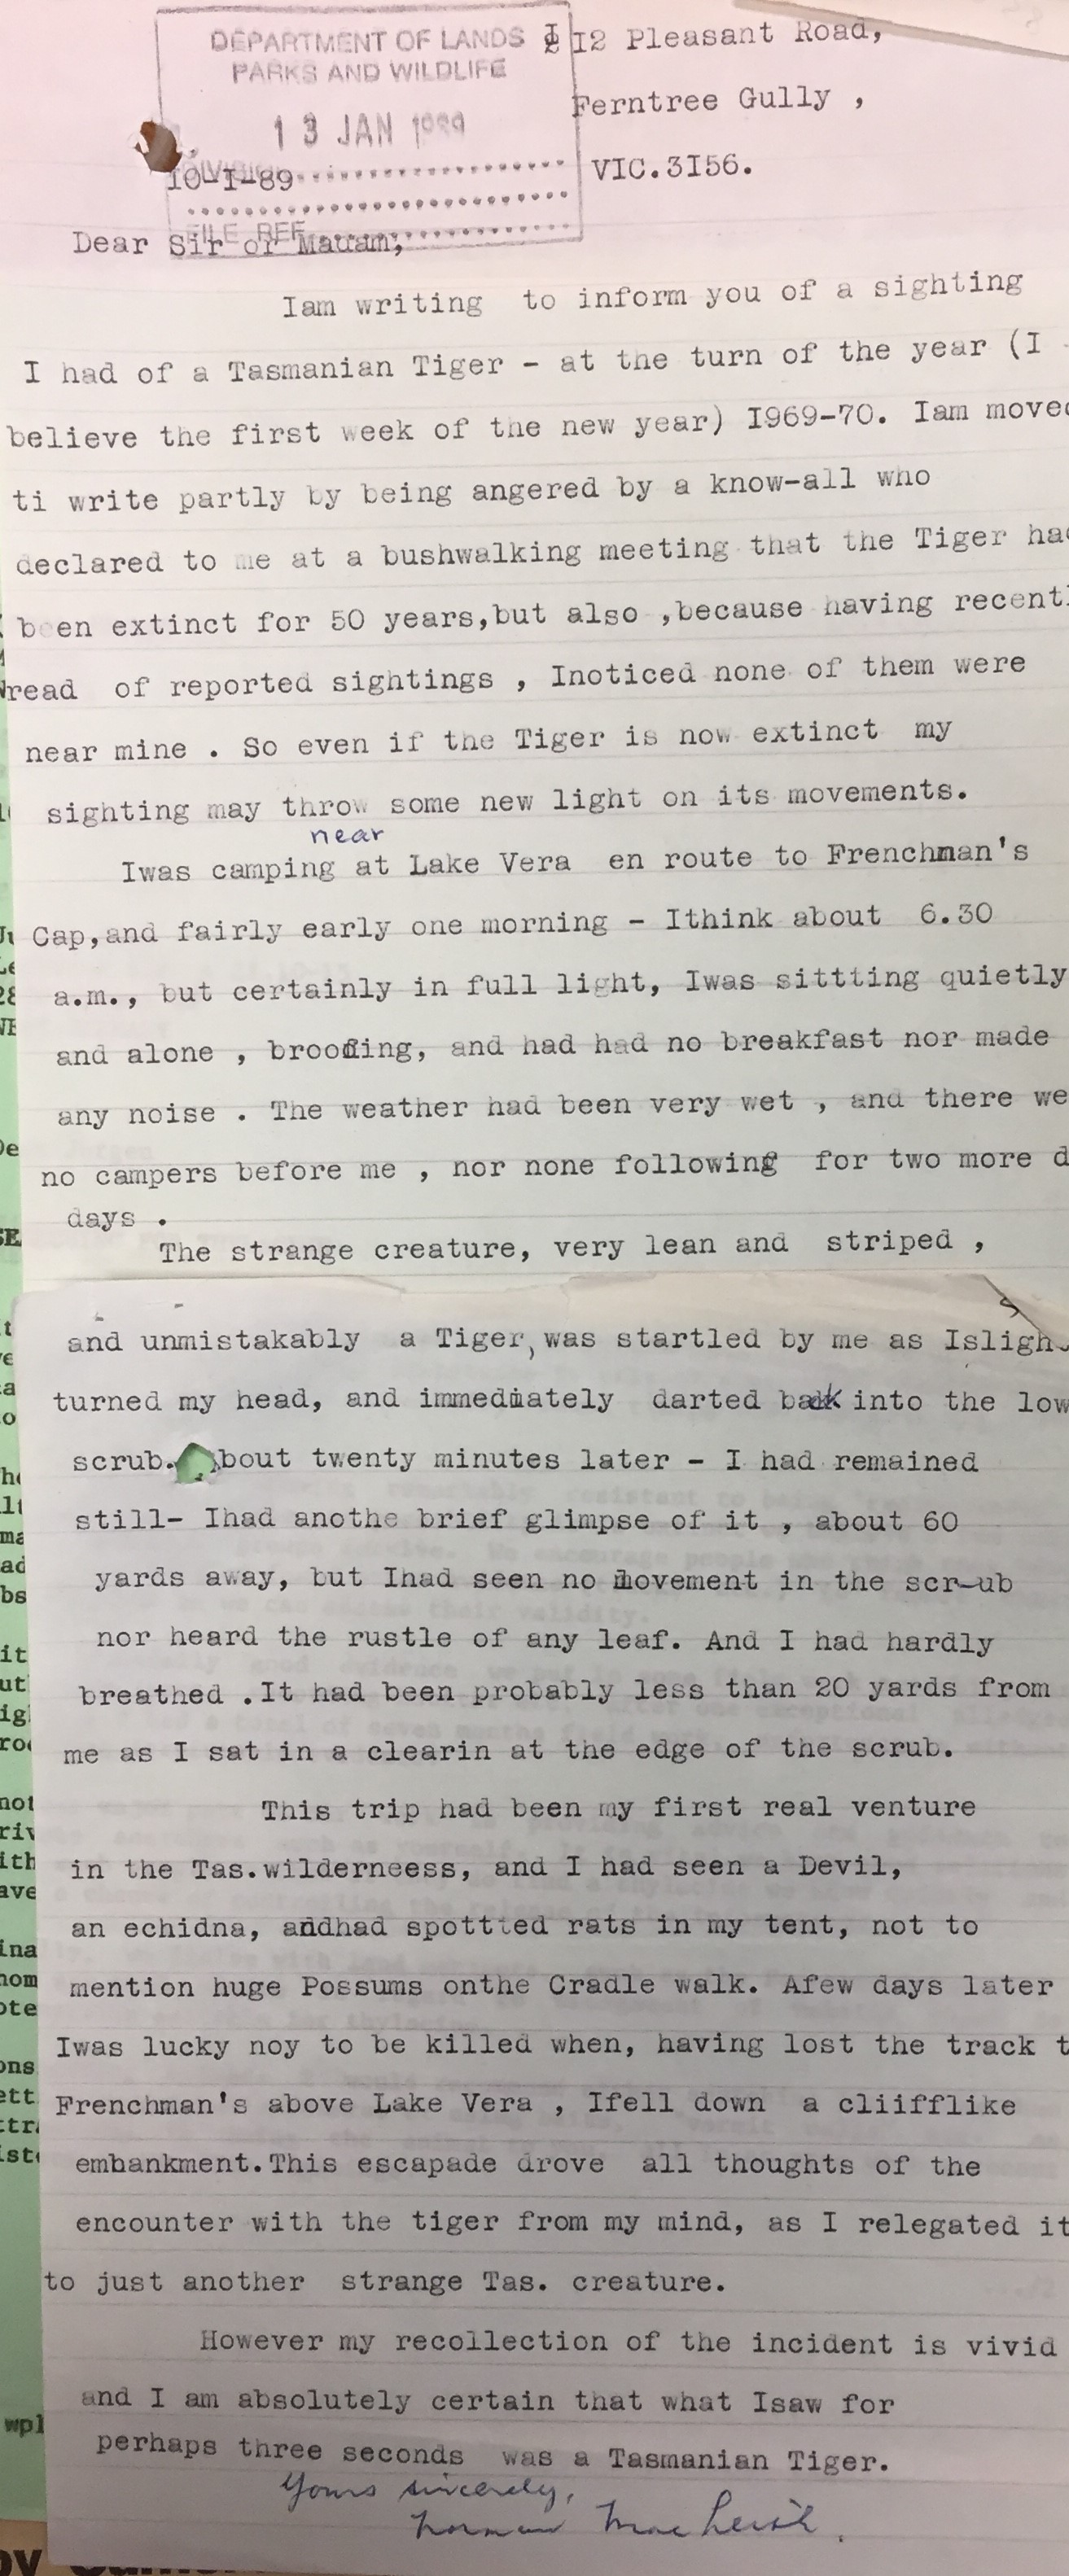 DEPARTMENT OF LANDS
PARKS AND WILDLIFE
13 JAN 1989
DIVISION
FILE REF
I12 Pleasant Road,
Ferntree Gully ,
VIC.3I56.
10-I-89
Dear Sir or Madam,
Iam writing to inform you of a sighting
I had of a Tasmanian Tiger - at the turn of the year (I
believe the first week of the new year) I969-70. Iam moved
ti write partly by being angered by a know-all who
declared to me at a bushwalking meeting that the Tiger had
been extinct for 50 years,but also ,because having recentl
read of reported sightings , Inoticed none of them were
near mine . So even if the Tiger is now extinct my
sighting may throw some new light on its movements.
near
Iwas camping at Lake Vera en route to Frenchman's
Cap,and fairly early one morning - Ithink about 6.30
a.m., but certainly in full light, Iwas sittting quietly
and alone , brooding, and had had no breakfast nor made
any noise . The weather had been very wet , and there we
no campers before me , nor none following for two more d
days .
The strange creature, very lean and striped ,
and unmistakably a Tiger, was startled by me as Isligh
turned my head, and immediately darted back into the low
scrub. bout twenty minutes later - I had remained
still- Ihad anothe brief glimpse of it , about 60
yards away, but Ihad seen no movement in the scr-ub
nor heard the rustle of any leaf. And I had hardly
breathed .It had been probably less than 20 yards from
me as I sat in a clearin at the edge of the scrub.
This trip had been my first real venture
in the Tas.wilderneess, and I had seen a Devil,
an echidna, andhad spottted rats in my tent, not to
mention huge Possums onthe Cradle walk. Afew days later
Iwas lucky noy to be killed when, having lost the track t
Frenchman's above Lake Vera , Ifell down a cliifflike
embankment.This escapade drove all thoughts of the
encounter with the tiger from my mind, as I relegated it
to just another strange Tas. creature.
However my recollection of the incident is vivid
and I am absolutely certain that what Isaw for
perhaps three seconds was a Tasmanian Tiger.
Yours sincerely,
Norman